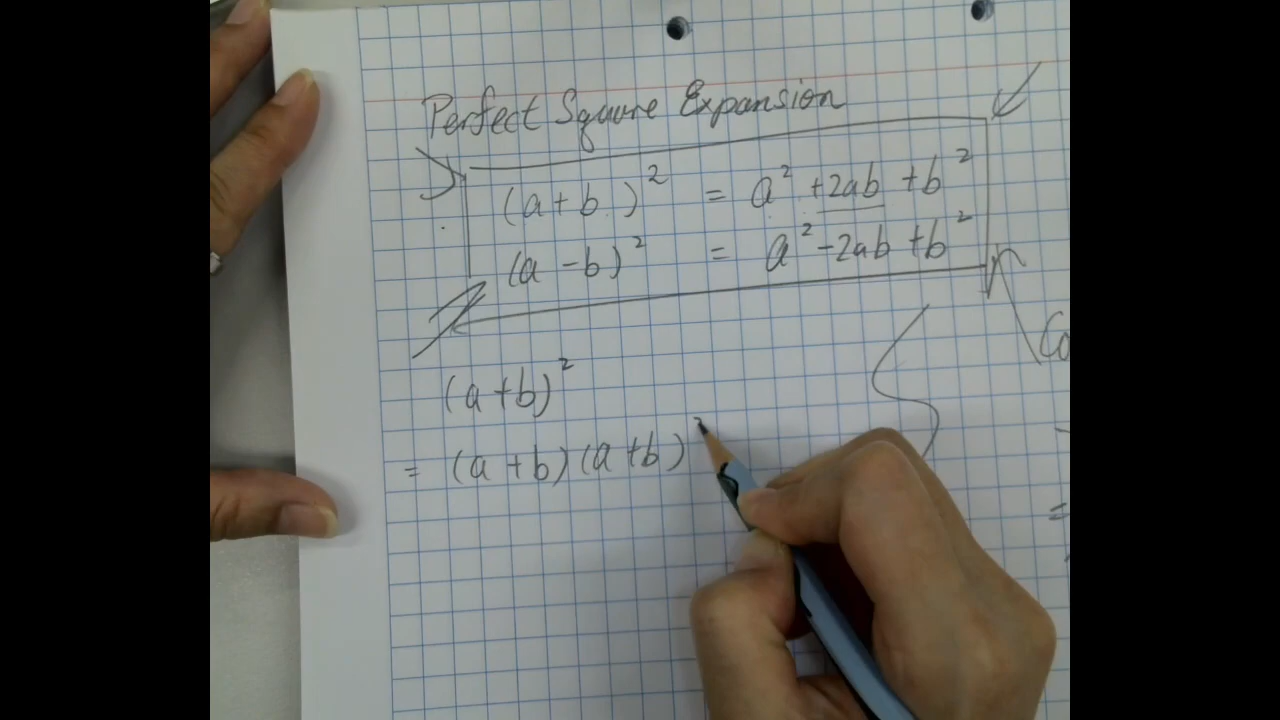 Perfect Square Expansion
(a+b)² = a² +2ab +b²
(a-b)² = a² -2ab +b²
(a+b)²
= (a+b)(a+b)
=